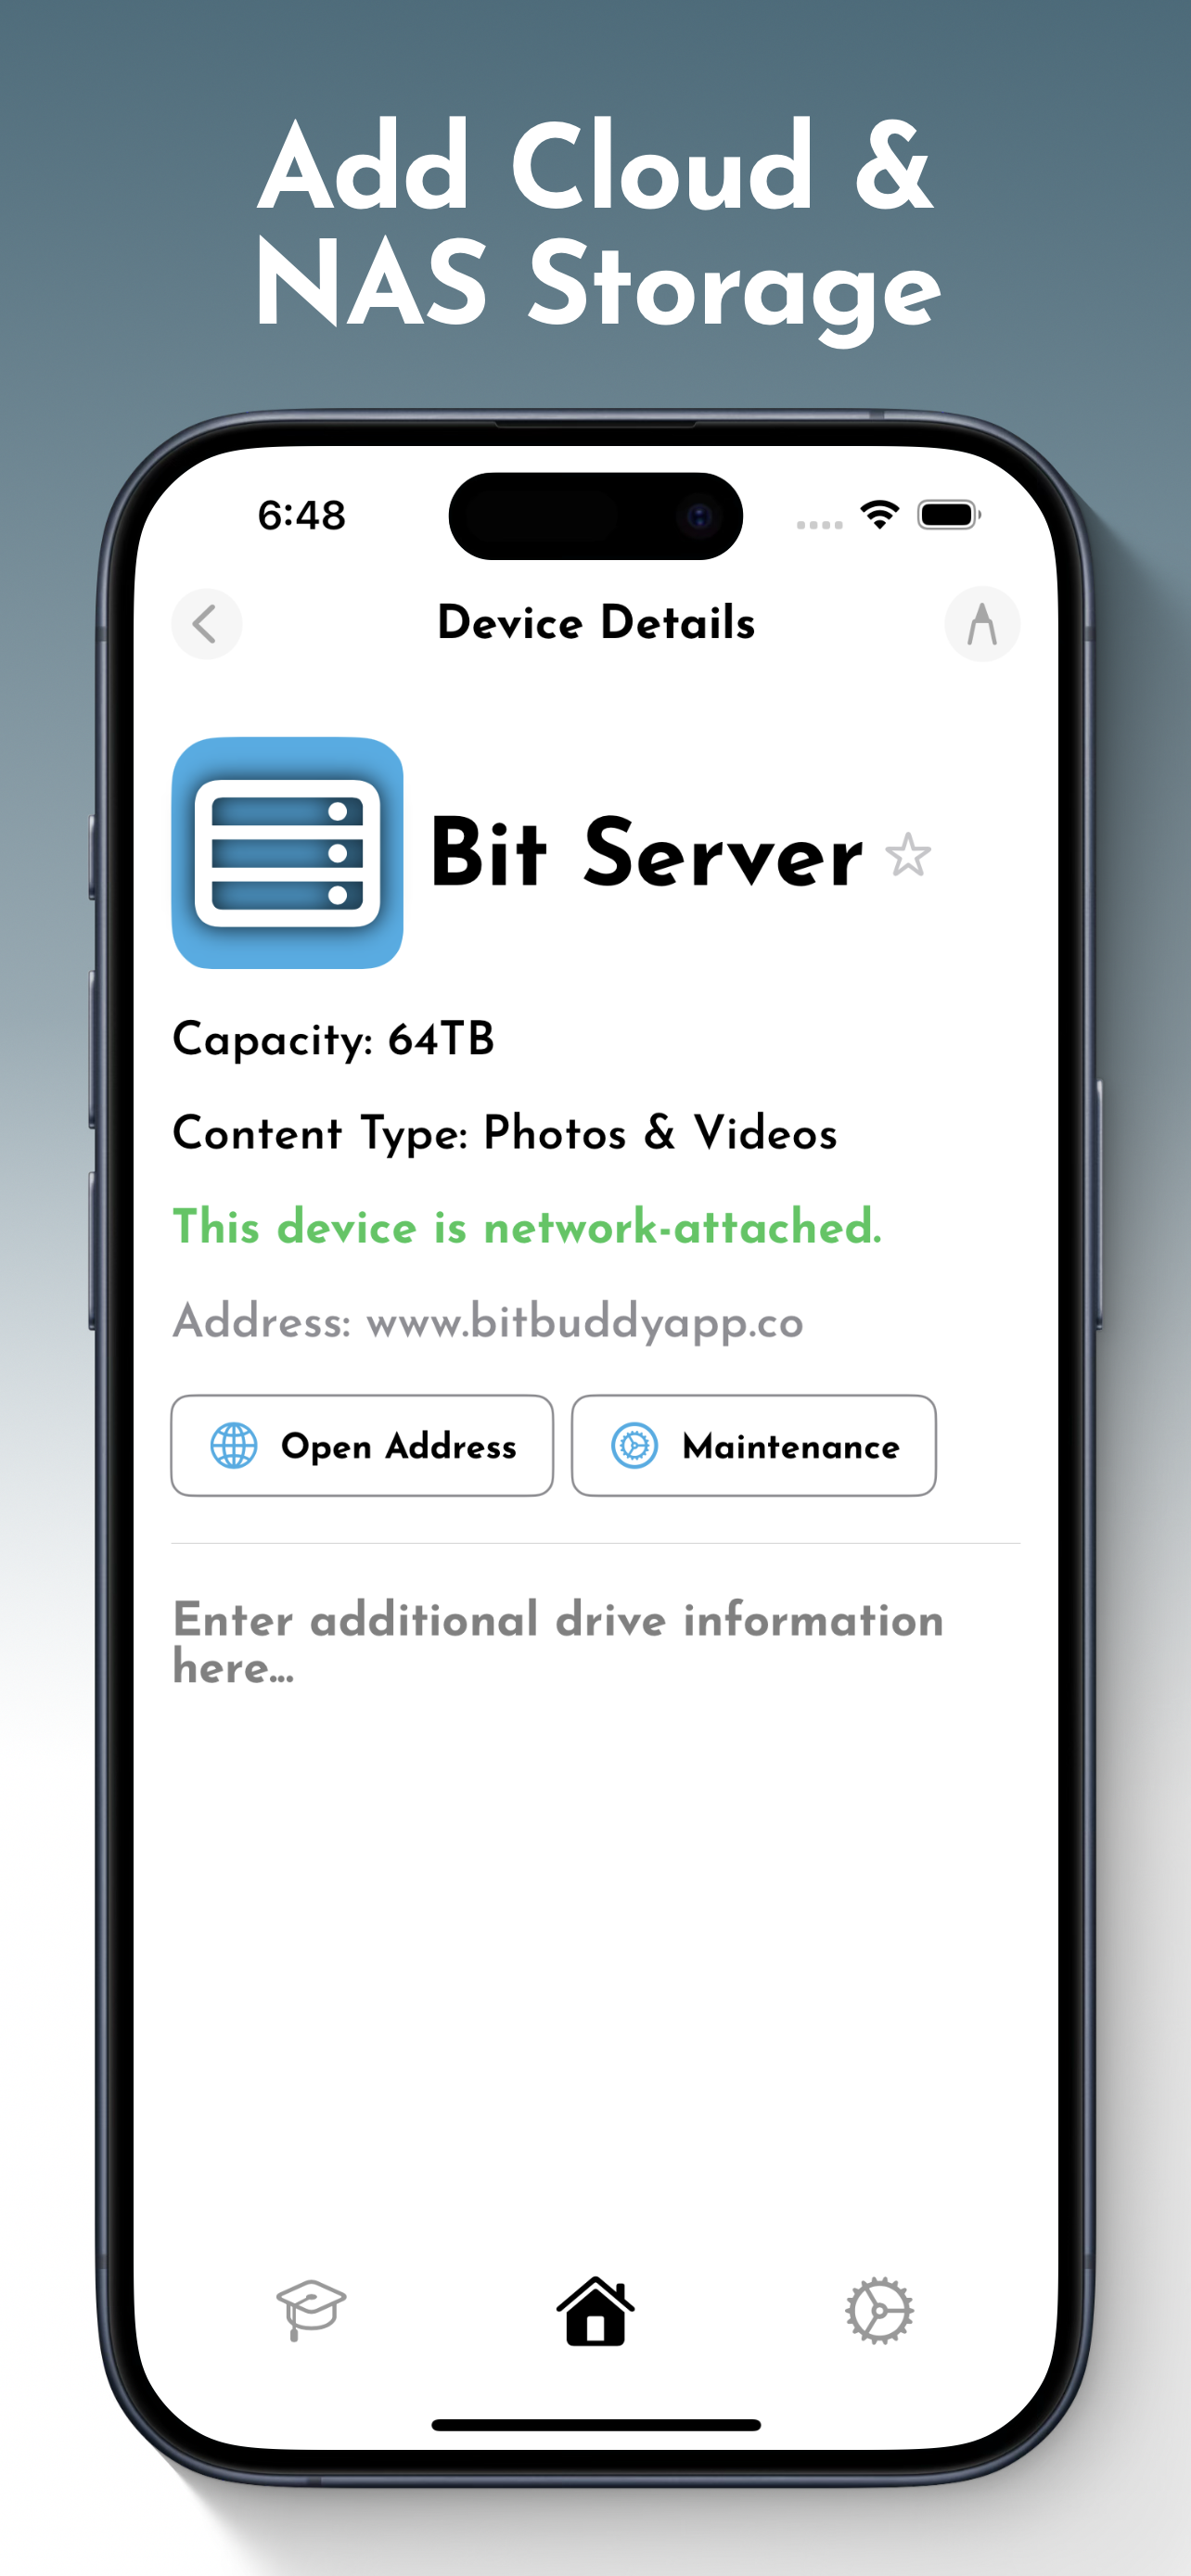 Add Cloud &
NAS Storage
6:48
Device Details
Bit Server
Capacity: 64TB
Content Type: Photos & Videos
This device is network-attached.
Address: www.bitbuddyapp.co
Open Address
Maintenance
Enter additional drive information
here...